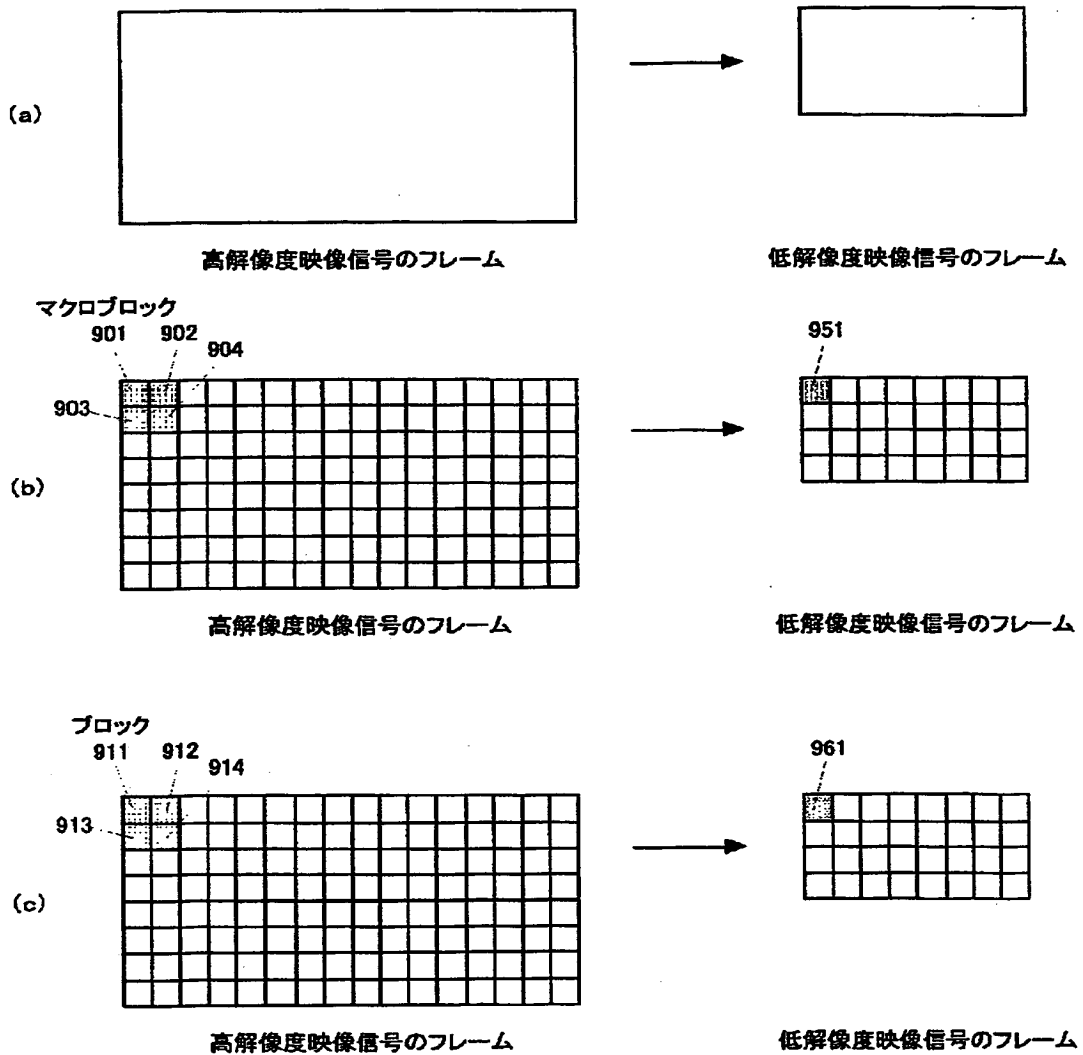 (a)
高解像度映像信号のフレーム
低解像度映像信号のフレーム
マクロブロック
901 902
904
903
951
(b)
高解像度映像信号のフレーム
低解像度映像信号のフレーム
ブロック
911 912
914
913
961
(c)
高解像度映像信号のフレーム
低解像度映像信号のフレーム